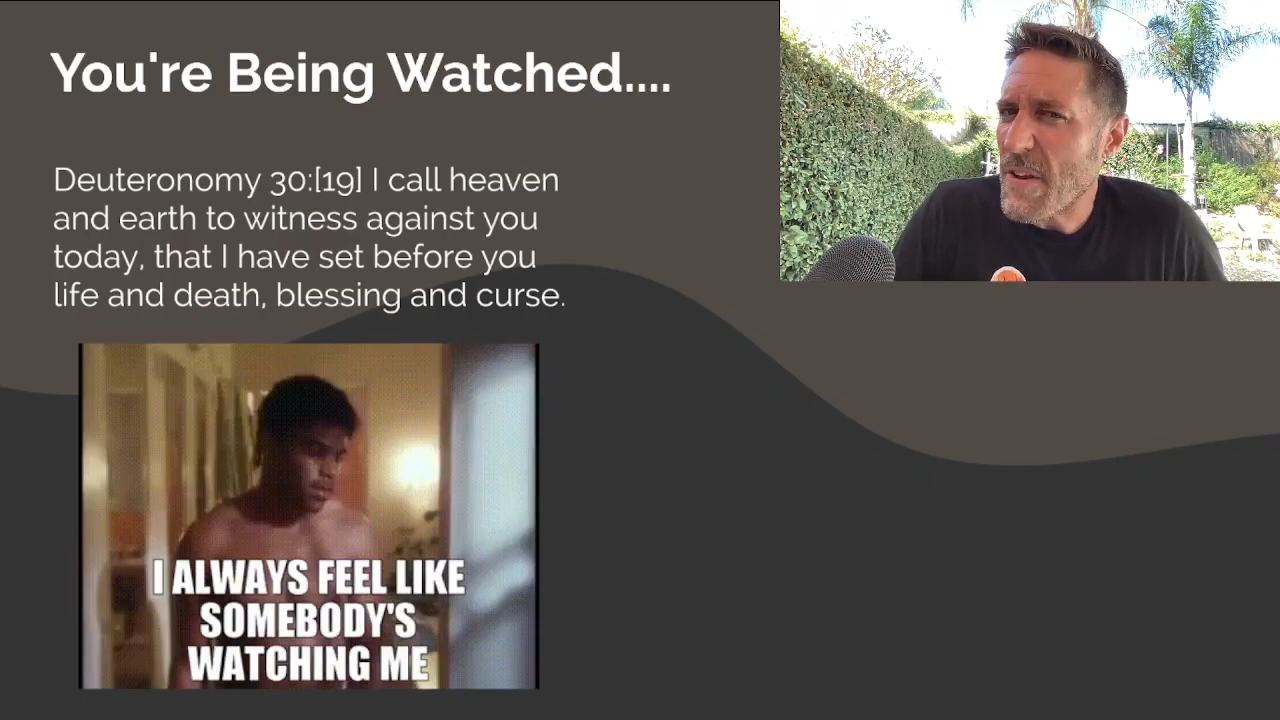 You're Being Watched....
Deuteronomy 30:[19] I call heaven
and earth to witness against you
today, that I have set before you
life and death, blessing and curse.
I ALWAYS FEEL LIKE
SOMEBODY'S
WATCHING ME